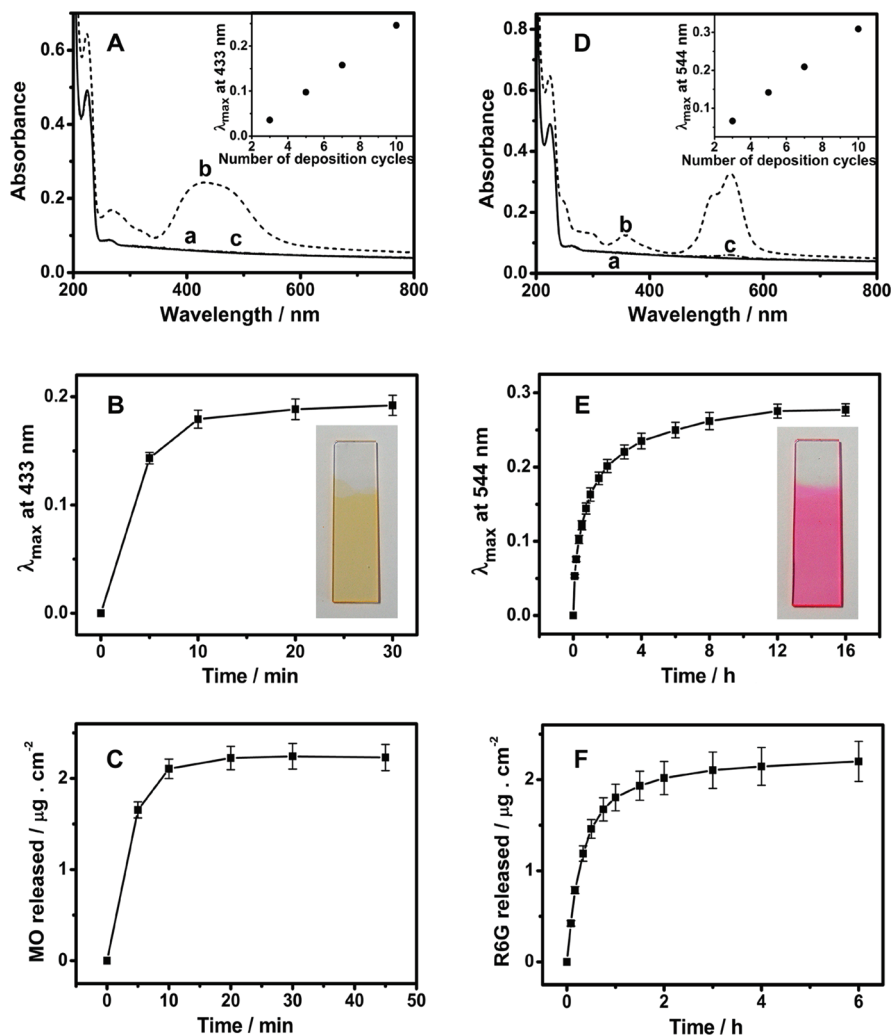 A
Absorbance
0.6
0.4
0.2
0.0
200
400
600
800
Wavelength / nm
a
b
c
λmax at 433 nm
0.2
0.1
0.0
2
4
6
8
10
Number of deposition cycles
D
Absorbance
0.8
0.6
0.4
0.2
0.0
200
400
600
800
Wavelength / nm
a
b
c
λmax at 544 nm
0.3
0.2
0.1
2
4
6
8
10
Number of deposition cycles
B
λmax at 433 nm
0.2
0.1
0.0
0
10
20
30
Time / min
E
λmax at 544 nm
0.3
0.2
0.1
0.0
0
4
8
12
16
Time / h
C
MO released / μg . cm-2
2
1
0
0
10
20
30
40
50
Time / min
F
R6G released / μg . cm-2
2
1
0
0
2
4
6
Time / h